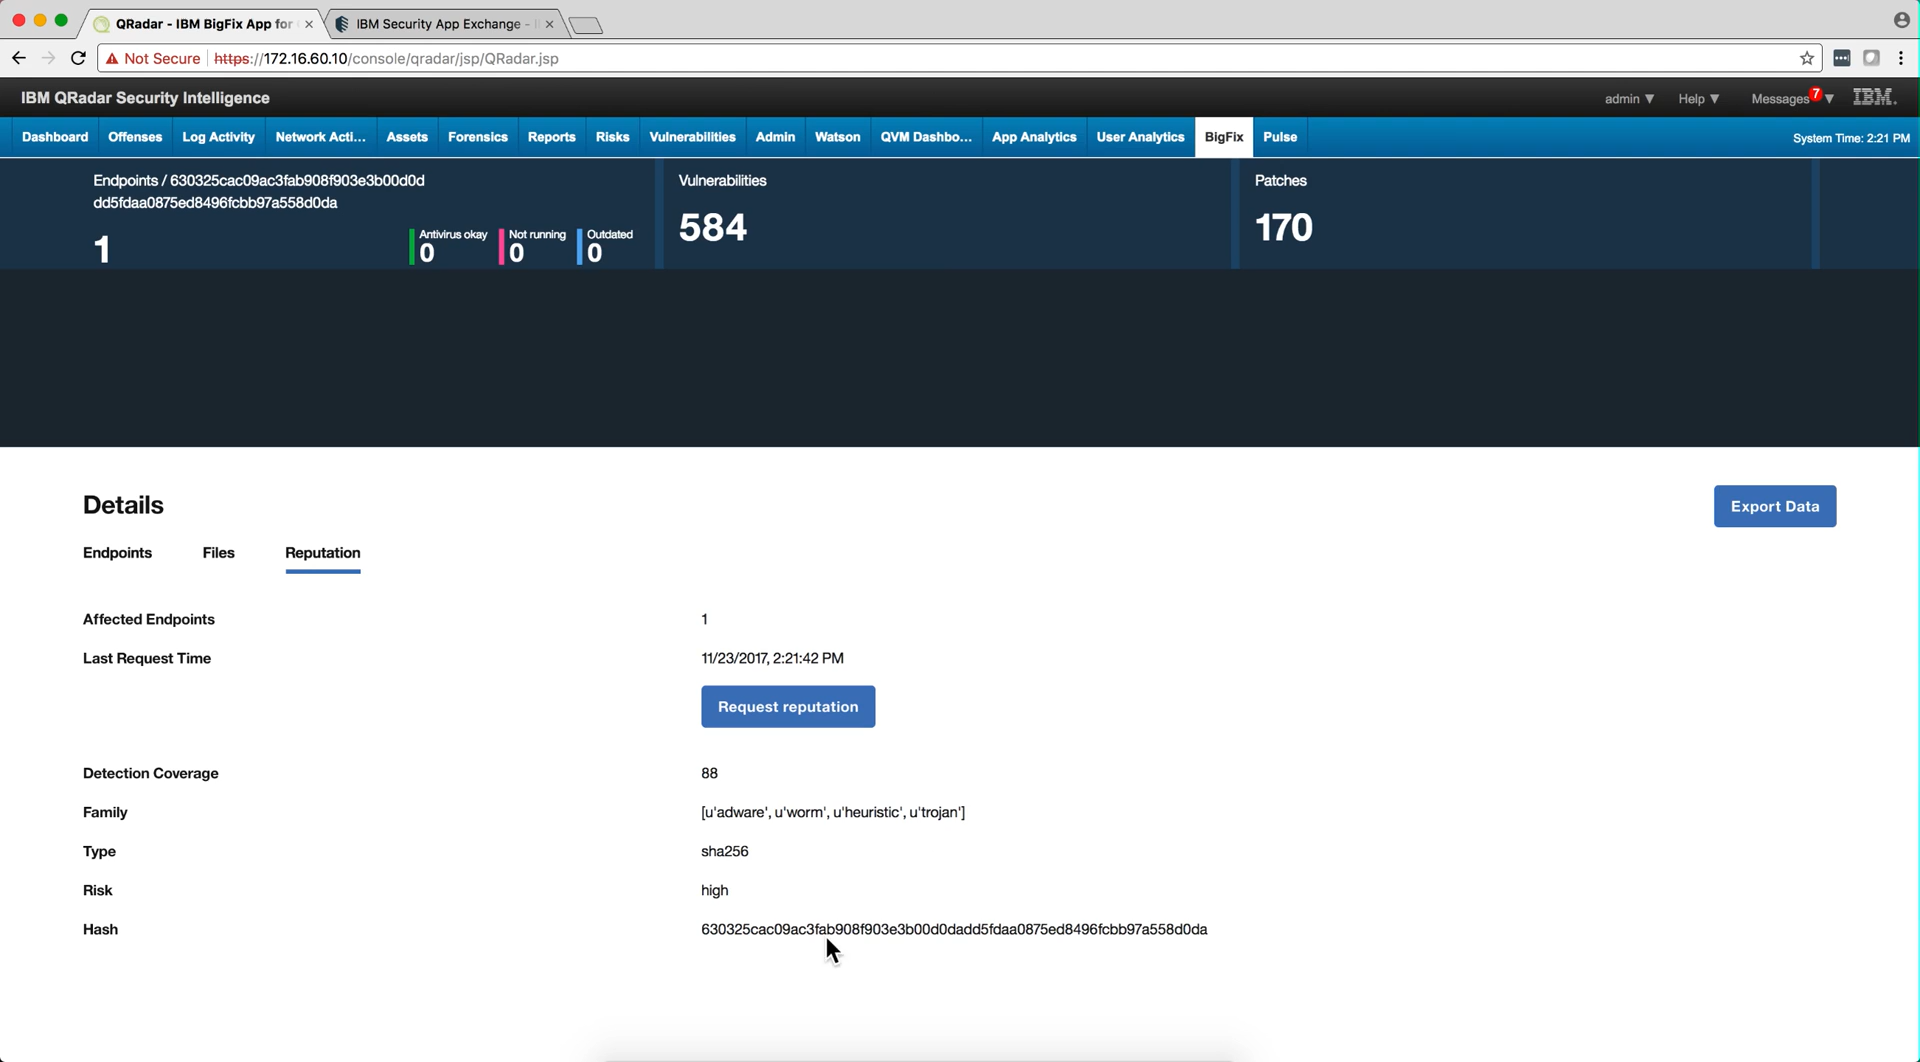 QRadar - IBM BigFix App for
IBM Security App Exchange -
Not Secure https://172.16.60.10/console/qradar/jsp/QRadar.jsp
IBM QRadar Security Intelligence
admin Help Messages 7 IBM
Dashboard Offenses Log Activity Network Acti... Assets Forensics Reports Risks Vulnerabilities Admin Watson QVM Dashbo... App Analytics User Analytics BigFix Pulse System Time: 2:21 PM
Endpoints / 630325cac09ac3fab908f903e3b00d0d
dd5fdaa0875ed8496fcbb97a558d0da
1
Antivirus okay
0
Not running
0
Outdated
0
Vulnerabilities
584
Patches
170
Details
Export Data
Endpoints Files Reputation
Affected Endpoints 1
Last Request Time 11/23/2017, 2:21:42 PM
Request reputation
Detection Coverage 88
Family [u'adware', u'worm', u'heuristic', u'trojan']
Type sha256
Risk high
Hash 630325cac09ac3fab908f903e3b00d0dadd5fdaa0875ed8496fcbb97a558d0da